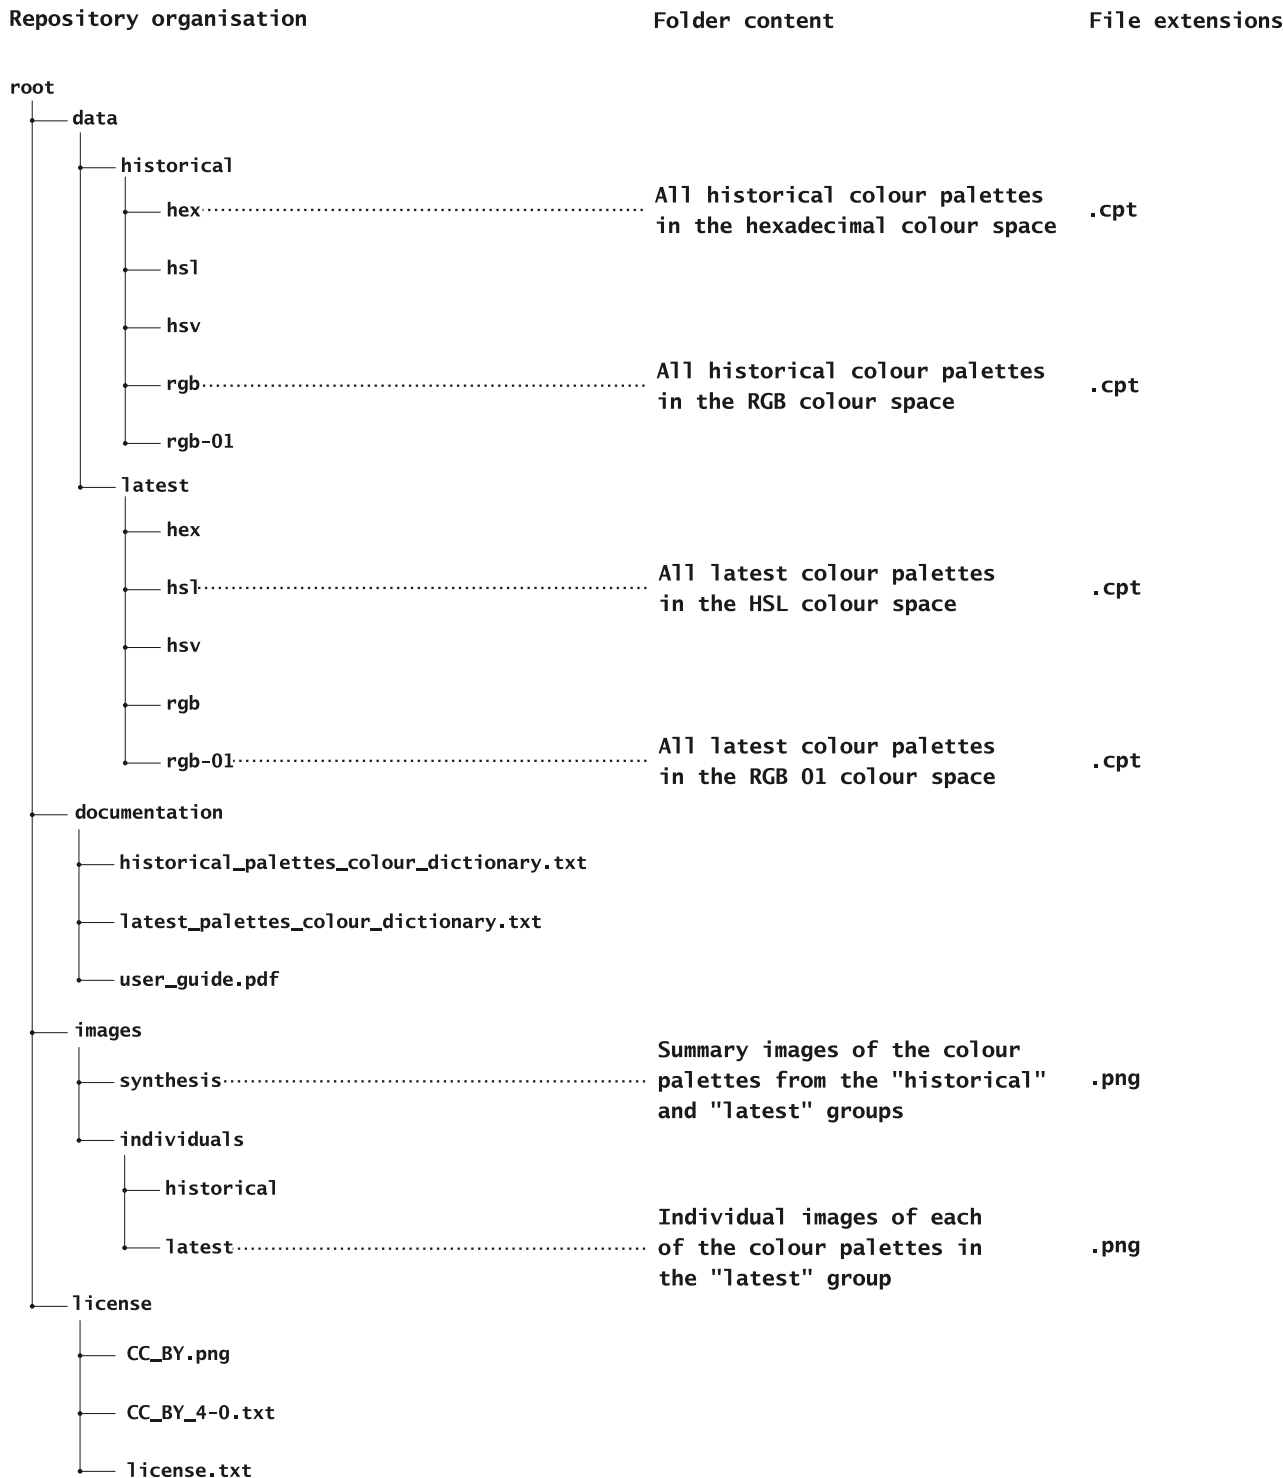 Repository organisation Folder content File extensions
root
data
historical
hex All historical colour palettes in the hexadecimal colour space .cpt
hsl
hsv
rgb All historical colour palettes in the RGB colour space .cpt
rgb-01
latest
hex
hsl All latest colour palettes in the HSL colour space .cpt
hsv
rgb
rgb-01 All latest colour palettes in the RGB 01 colour space .cpt
documentation
historical_palettes_colour_dictionary.txt
latest_palettes_colour_dictionary.txt
user_guide.pdf
images
synthesis Summary images of the colour palettes from the "historical" and "latest" groups .png
individuals
historical
latest Individual images of each of the colour palettes in the "latest" group .png
license
CC_BY.png
CC_BY_4-0.txt
license.txt